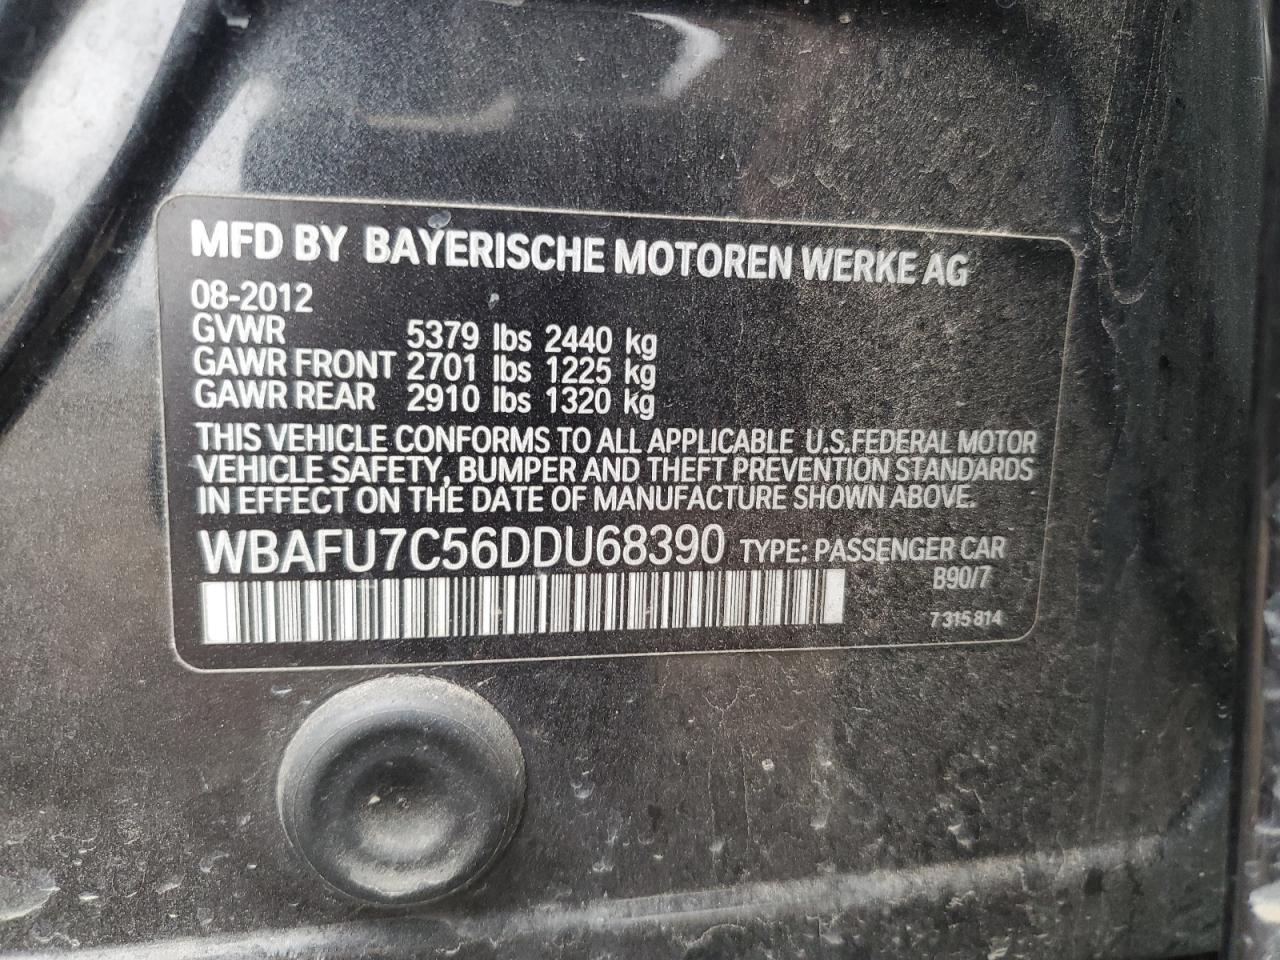 MFD BY BAYERISCHE MOTOREN WERKE AG
08-2012
GVWR 5379 lbs 2440 kg
GAWR FRONT 2701 lbs 1225 kg
GAWR REAR 2910 lbs 1320 kg
THIS VEHICLE CONFORMS TO ALL APPLICABLE U.S.FEDERAL MOTOR
VEHICLE SAFETY, BUMPER AND THEFT PREVENTION STANDARDS
IN EFFECT ON THE DATE OF MANUFACTURE SHOWN ABOVE.
WBAFU7C56DDU68390 TYPE: PASSENGER CAR
B90/7
7 315 814